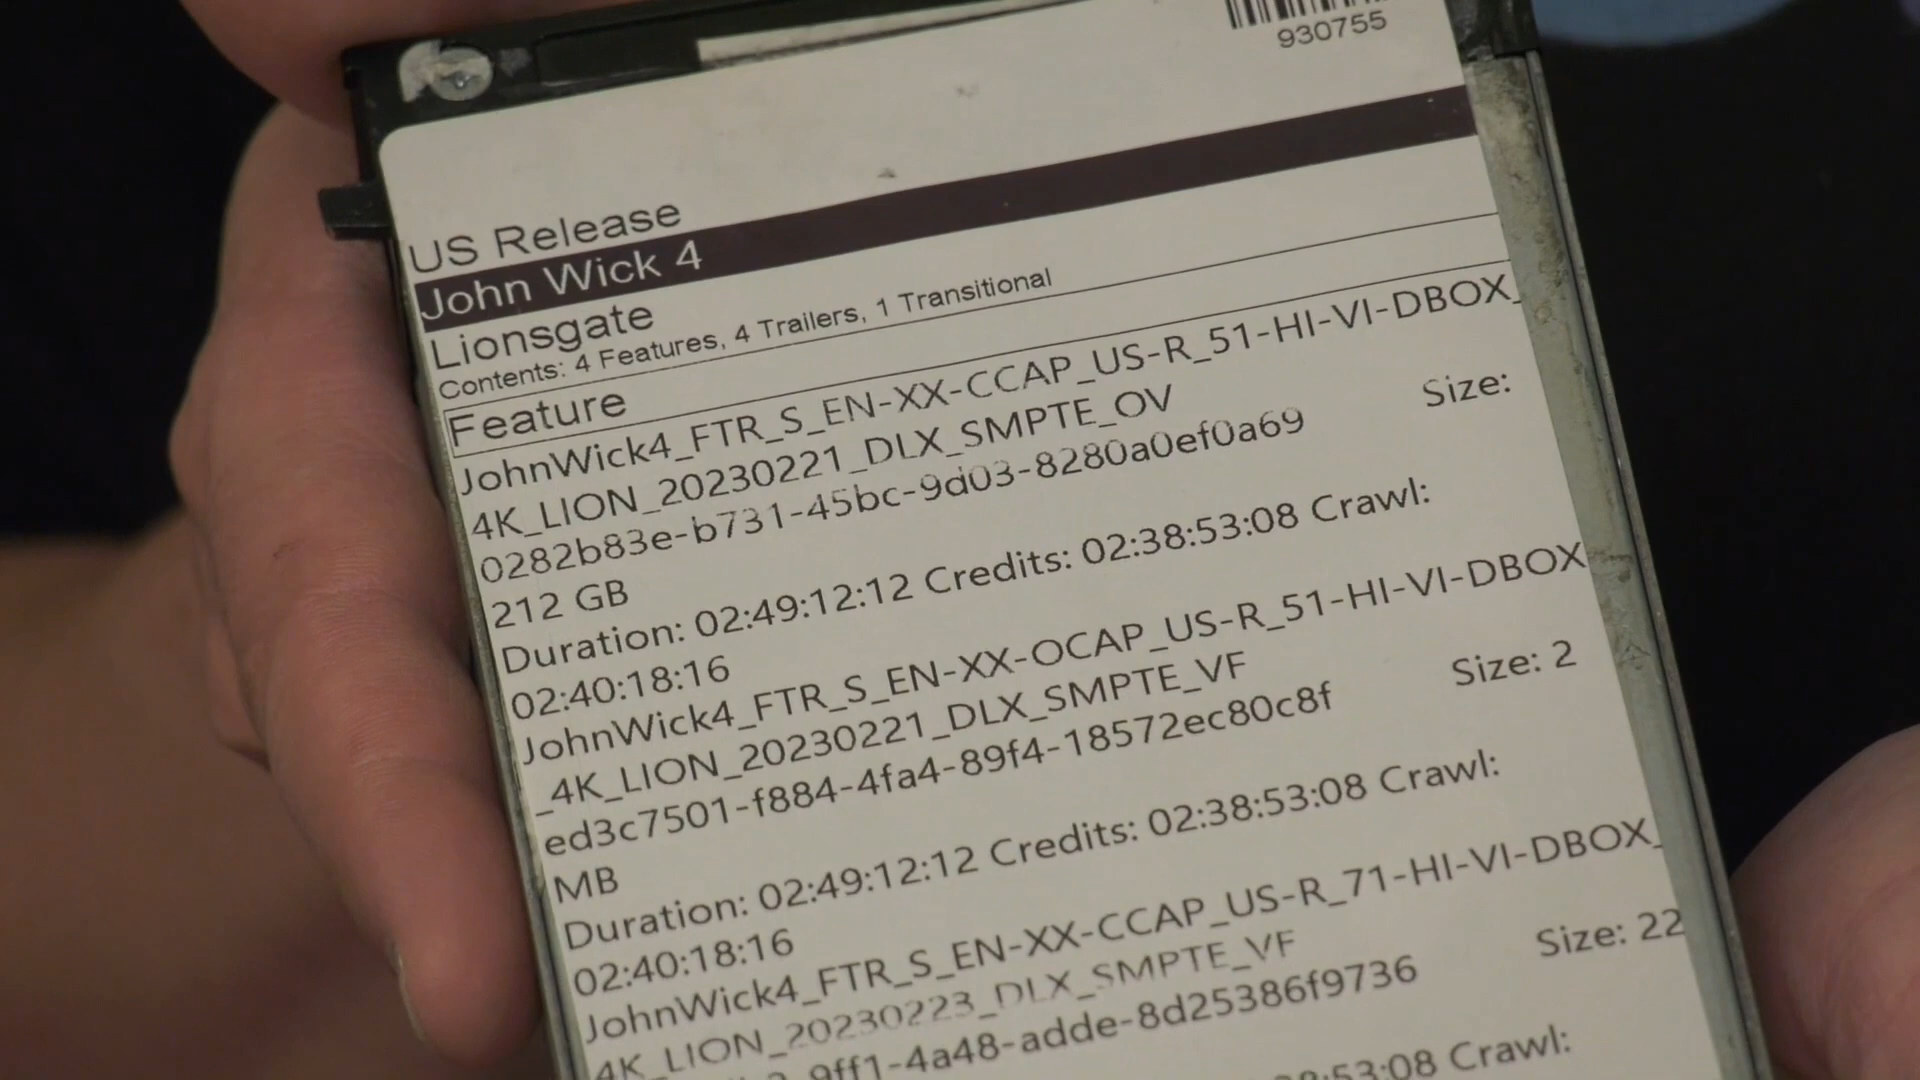 930755
US Release
John Wick 4
Lionsgate
Contents: 4 Features, 4 Trailers, 1 Transitional
Feature
JohnWick4_FTR_S_EN-XX-CCAP_US-R_51-HI-VI-DBOX_
4K_LION_20230221_DLX_SMPTE_OV
0282b83e-b731-45bc-9d03-8280a0ef0a69 Size:
212 GB
Duration: 02:49:12:12 Credits: 02:38:53:08 Crawl:
02:40:18:16
JohnWick4_FTR_S_EN-XX-OCAP_US-R_51-HI-VI-DBOX
_4K_LION_20230221_DLX_SMPTE_VF
ed3c7501-f884-4fa4-89f4-18572ec80c8f Size: 2
MB
Duration: 02:49:12:12 Credits: 02:38:53:08 Crawl:
02:40:18:16
JohnWick4_FTR_S_EN-XX-CCAP_US-R_71-HI-VI-DBOX_
4K_LION_20230223_DLX_SMPTE_VF
9ff1-4a48-adde-8d25386f9736 Size: 22
:53:08 Crawl: